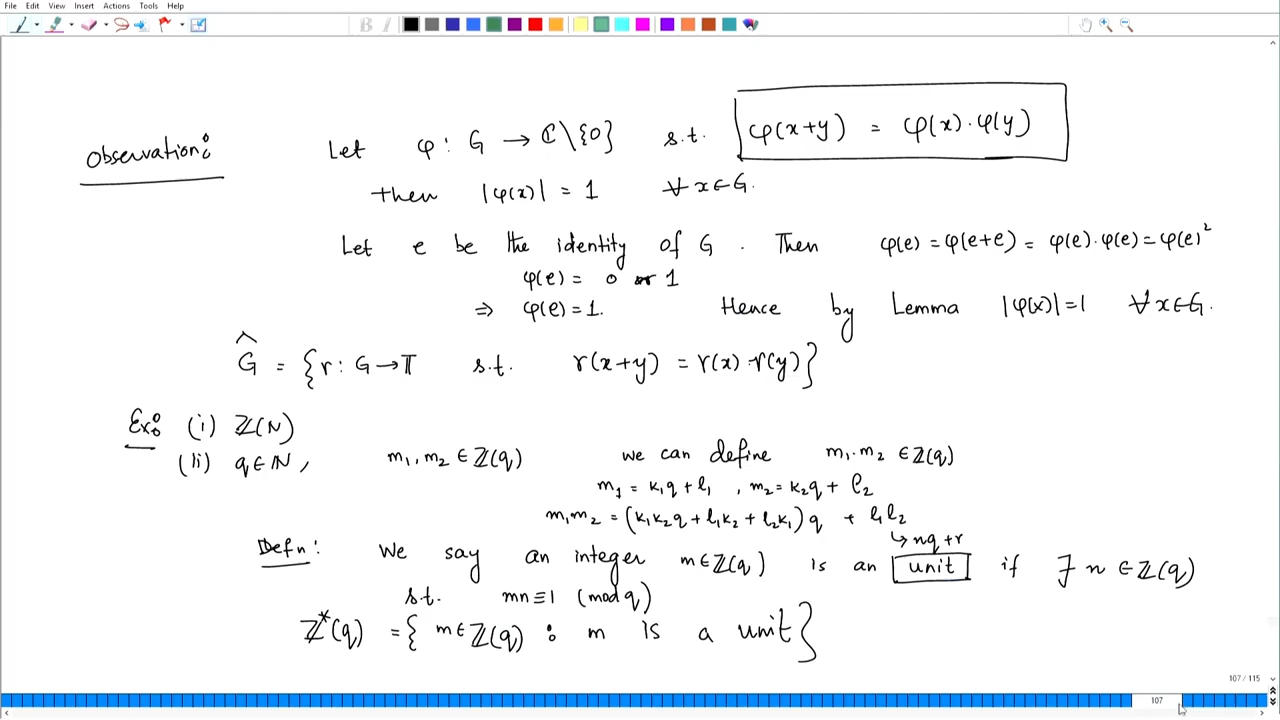 File Edit View Insert Actions Observations Tools Help
Observation: Let φ : G → ℂ\{0} s.t. φ(x+y) = φ(x)·φ(y)
then |φ(x)| = 1 ∀ x∈G.
Let e be the identity of G. Then φ(e) = φ(e+e) = φ(e)·φ(e) = φ(e)²
φ(e) = 0 or 1
⇒ φ(e) = 1. Hence by Lemma |φ(x)| = 1 ∀ x∈G.
Ĝ = {r : G → 𝕋 s.t. r(x+y) = r(x)·r(y)}
Ex: (i) ℤ(N)
(ii) q∈ℕ, m₁, m₂ ∈ ℤ(q) we can define m₁·m₂ ∈ ℤ(q)
m₁ = k₁q + l₁, m₂ = k₂q + l₂
m₁m₂ = (k₁k₂q + l₁k₂ + l₂k₁) q + l₁l₂
↳ nq + r
Defn: We say an integer m∈ℤ(q) is an unit if ∃ n ∈ ℤ(q)
s.t. mn ≡ 1 (mod q)
ℤ*(q) = { m∈ℤ(q) : m is a unit}
107 / 115
107